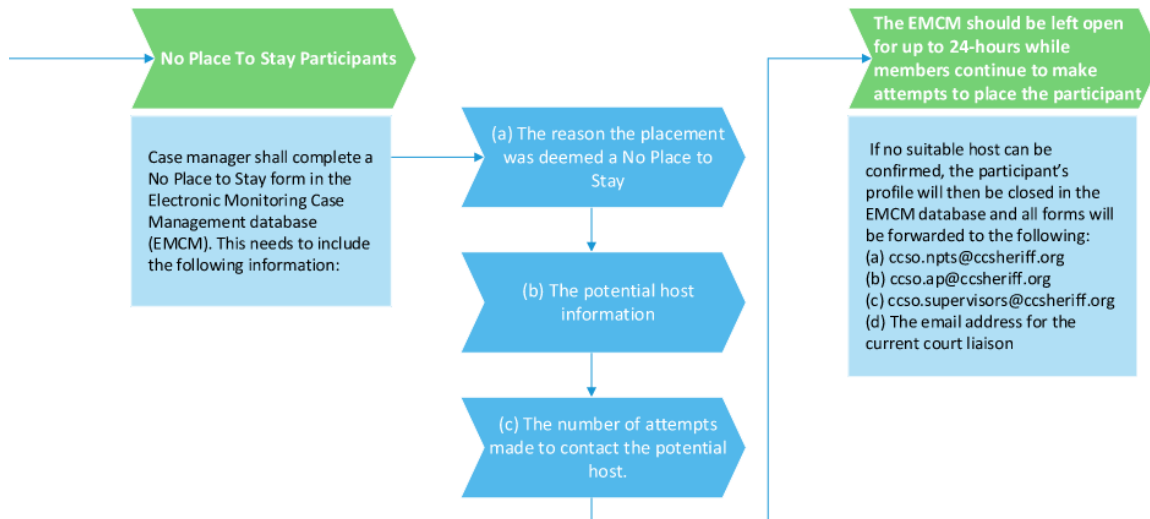 No Place To Stay Participants
Case manager shall complete a
No Place to Stay form in the
Electronic Monitoring Case
Management database
(EMCM). This needs to include
the following information:
(a) The reason the placement
was deemed a No Place to
Stay
(b) The potential host
information
(c) The number of attempts
made to contact the potential
host.
The EMCM should be left open
for up to 24-hours while
members continue to make
attempts to place the participant
If no suitable host can be
confirmed, the participant's
profile will then be closed in the
EMCM database and all forms will
be forwarded to the following:
(a) ccso.npts@ccsheriff.org
(b) ccso.ap@ccsheriff.org
(c) ccso.supervisors@ccsheriff.org
(d) The email address for the
current court liaison